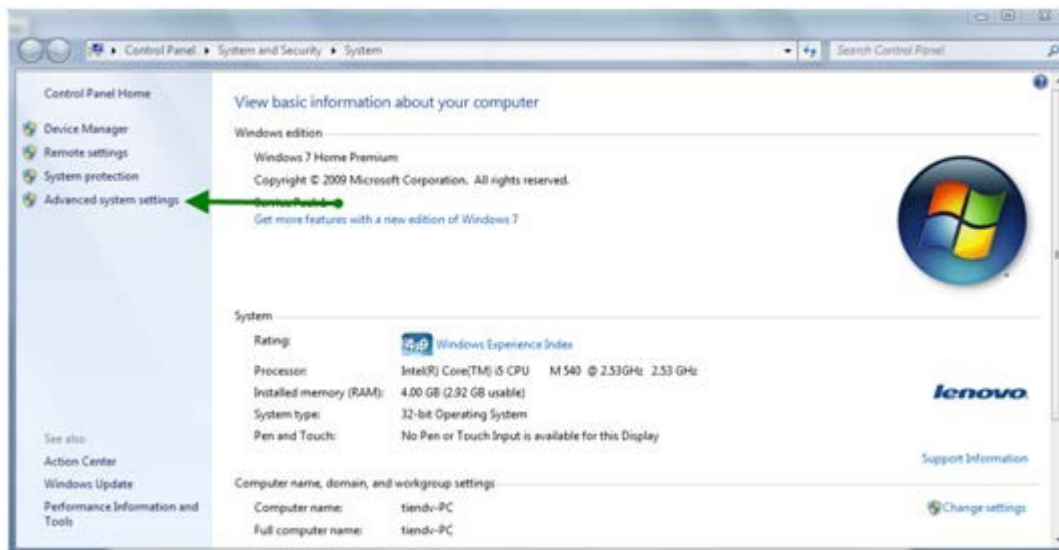 Control Panel ▸ System and Security ▸ System
Search Control Panel
Control Panel Home
Device Manager
Remote settings
System protection
Advanced system settings
See also
Action Center
Windows Update
Performance Information and
Tools
View basic information about your computer
Windows edition
Windows 7 Home Premium
Copyright © 2009 Microsoft Corporation. All rights reserved.
Get more features with a new edition of Windows 7
System
Rating:
4,9 Windows Experience Index
Processor: Intel(R) Core(TM) i5 CPU M 540 @ 2.53GHz 2.53 GHz
Installed memory (RAM): 4.00 GB (2.92 GB usable)
System type: 32-bit Operating System
Pen and Touch: No Pen or Touch Input is available for this Display
lenovo
Support Information
Computer name, domain, and workgroup settings
Computer name: tiendv-PC
Change settings
Full computer name: tiendv-PC